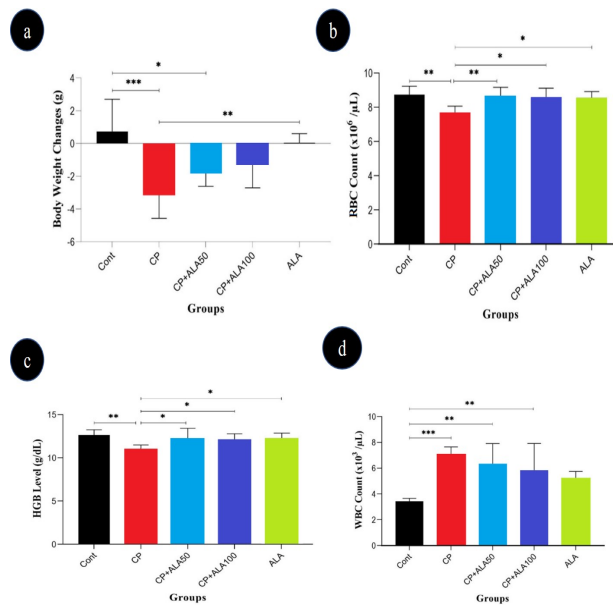 a
Body Weight Changes (g)
4
2
0
-2
-4
-6
*
***
**
Cont
CP
CP+ALA50
CP+ALA100
ALA
Groups
b
RBC Count (x10⁶ /µL)
10
8
6
4
2
0
*
*
**
**
Cont
CP
CP+ALA50
CP+ALA100
ALA
Groups
c
HGB Level (g/dL)
15
10
5
0
*
*
**
*
Cont
CP
CP+ALA50
CP+ALA100
ALA
Groups
d
WBC Count (x10³ /µL)
10
8
6
4
2
0
**
**
***
Cont
CP
CP+ALA50
CP+ALA100
ALA
Groups